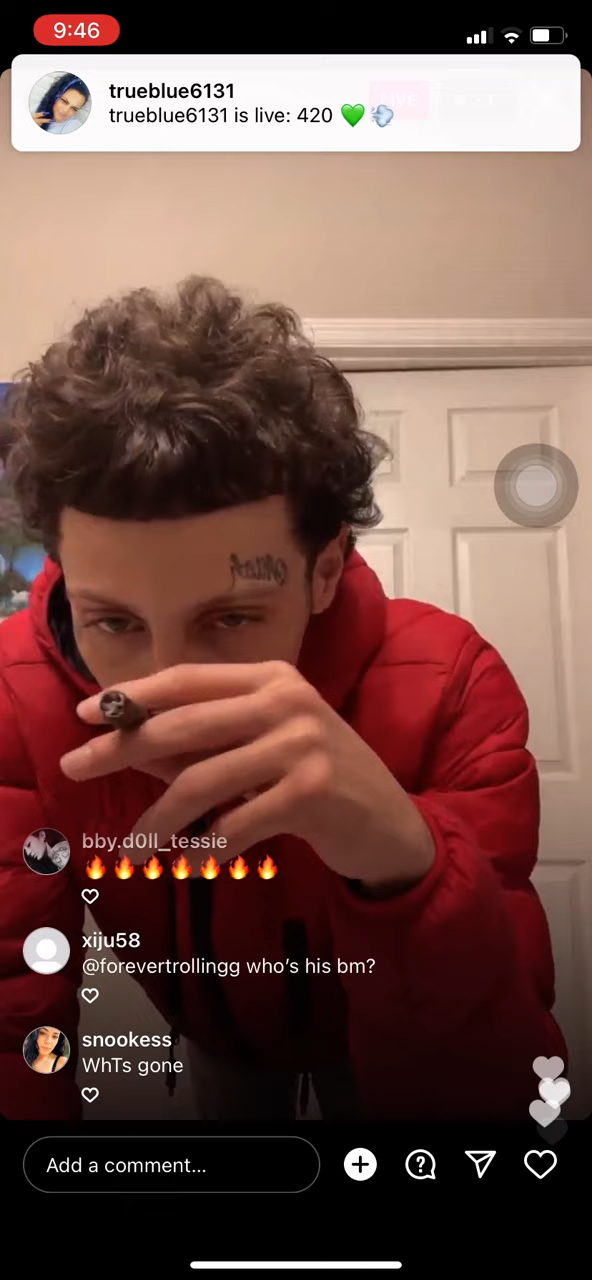 9:46
trueblue6131
trueblue6131 is live: 420 💚💨
LIVE
bby.d0ll_tessie
🔥🔥🔥🔥🔥🔥🔥
xiju58
@forevertrollingg who’s his bm?
snookess
WhTs gone
Add a comment...